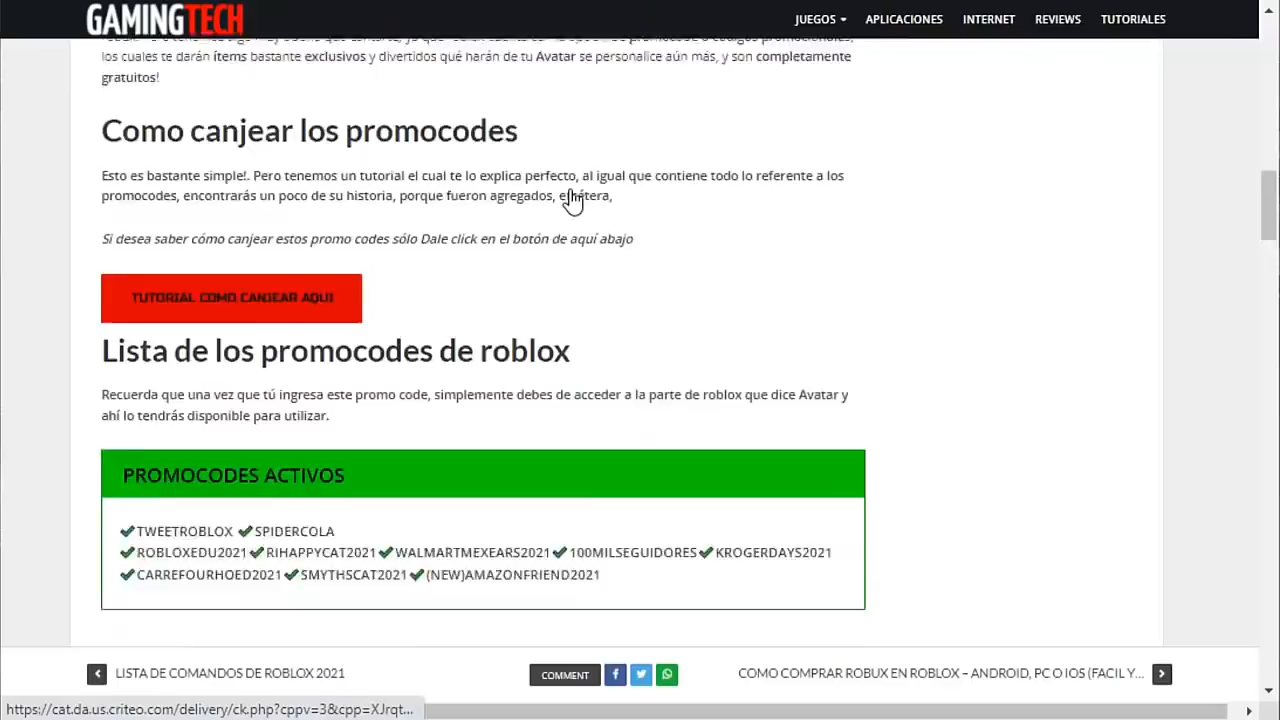 GAMINGTECH
JUEGOS APLICACIONES INTERNET REVIEWS TUTORIALES
los cuales te darán ítems bastante exclusivos y divertidos qué harán de tu Avatar se personalice aún más, y son completamente
gratuitos!
Como canjear los promocodes
Esto es bastante simple!. Pero tenemos un tutorial el cual te lo explica perfecto, al igual que contiene todo lo referente a los
promocodes, encontrarás un poco de su historia, porque fueron agregados,
Si desea saber cómo canjear estos promo codes sólo Dale click en el botón de aquí abajo
TUTORIAL COMO CANJEAR AQUI
Lista de los promocodes de roblox
Recuerda que una vez que tú ingresa este promo code, simplemente debes de acceder a la parte de roblox que dice Avatar y
ahí lo tendrás disponible para utilizar.
PROMOCODES ACTIVOS
TWEETROBLOX SPIDERCOLA
ROBLOXEDU2021 RIHAPPYCAT2021 WALMARTMEXEARS2021 100MILSEGUIDORES KROGERDAYS2021
CARREFOURHOED2021 SMYTHSCAT2021 (NEW)AMAZONFRIEND2021
LISTA DE COMANDOS DE ROBLOX 2021 COMMENT COMO COMPRAR ROBUX EN ROBLOX – ANDROID, PC O IOS (FACIL Y...
https://cat.da.us.criteo.com/delivery/ck.php?cppv=3&cpp=XJrqt...